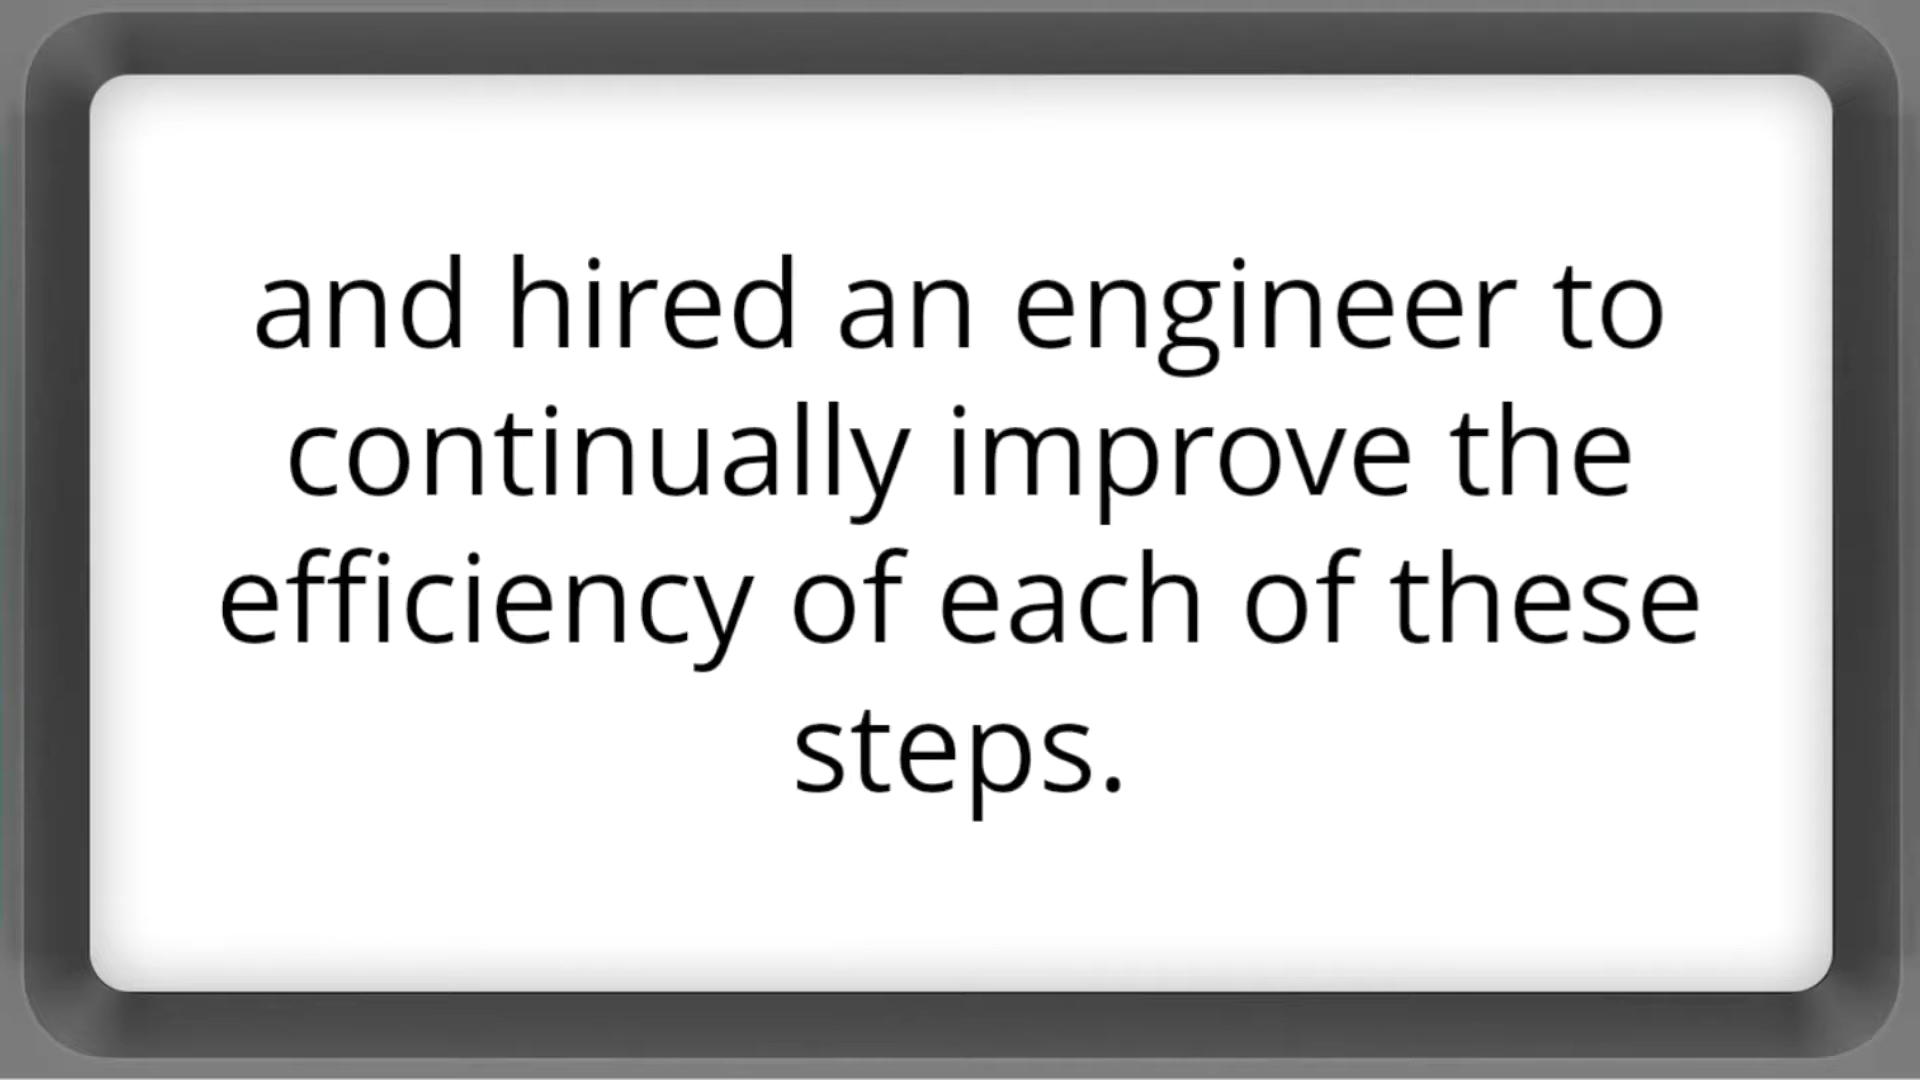 and hired an engineer to
continually improve the
efficiency of each of these
steps.